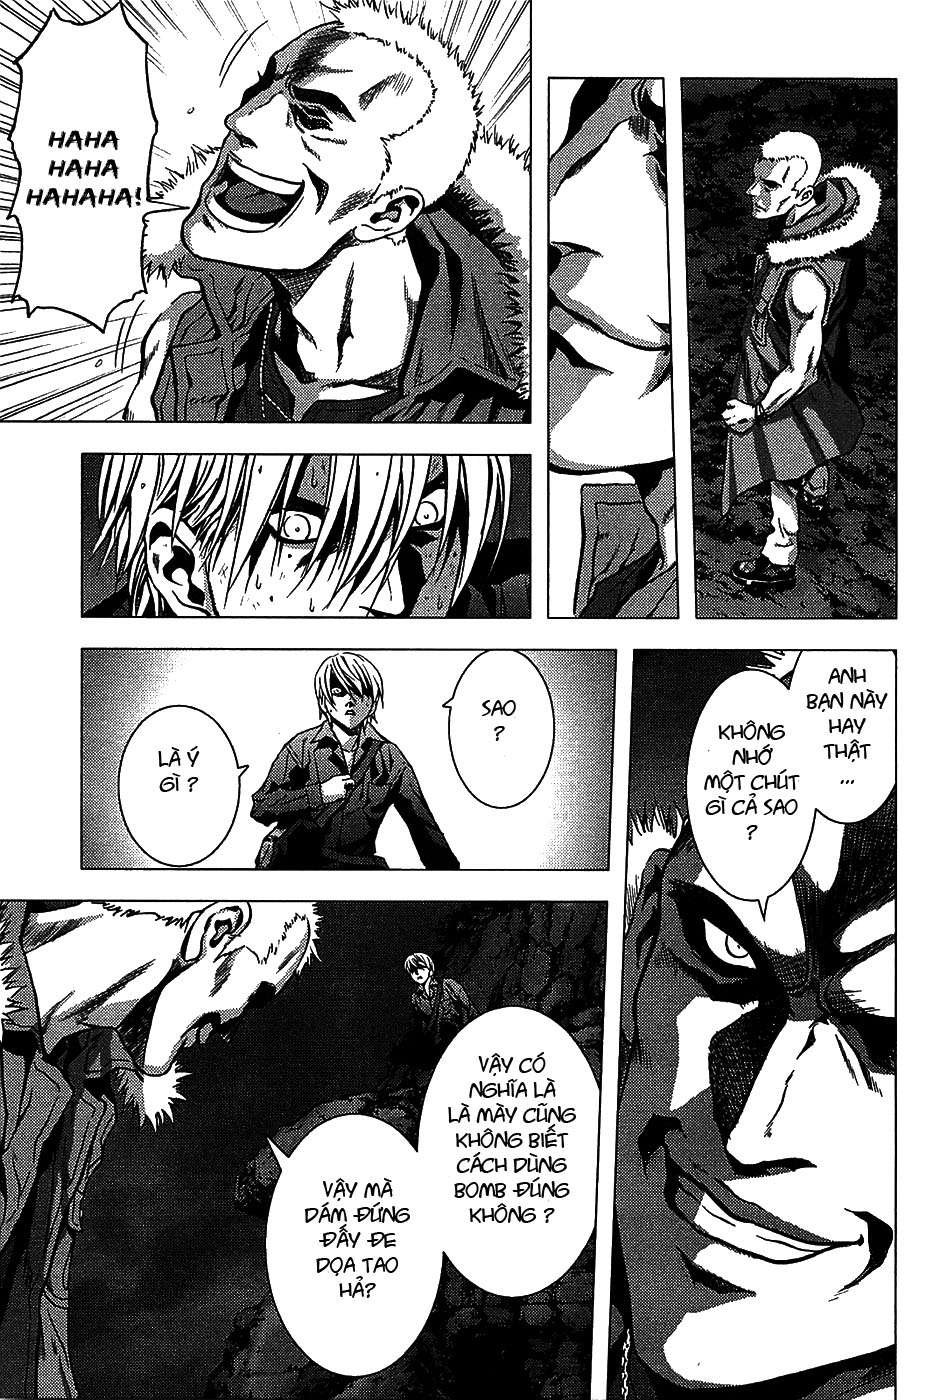 HAHA
HAHA
HAHAHA!
ANH
BẠN NÀY
HAY
THẬT
...
KHÔNG
NHỚ
MỘT CHÚT
GÌ CẢ SAO
?
SAO
?
LÀ Ý
GÌ ?
VẬY CÓ
NGHĨA LÀ
LÀ MÀY CŨNG
KHÔNG BIẾT
CÁCH DÙNG
BOMB ĐÚNG
KHÔNG ?
VẬY MÀ
DÁM ĐỨNG
ĐẤY ĐE
DỌA TAO
HẢ?